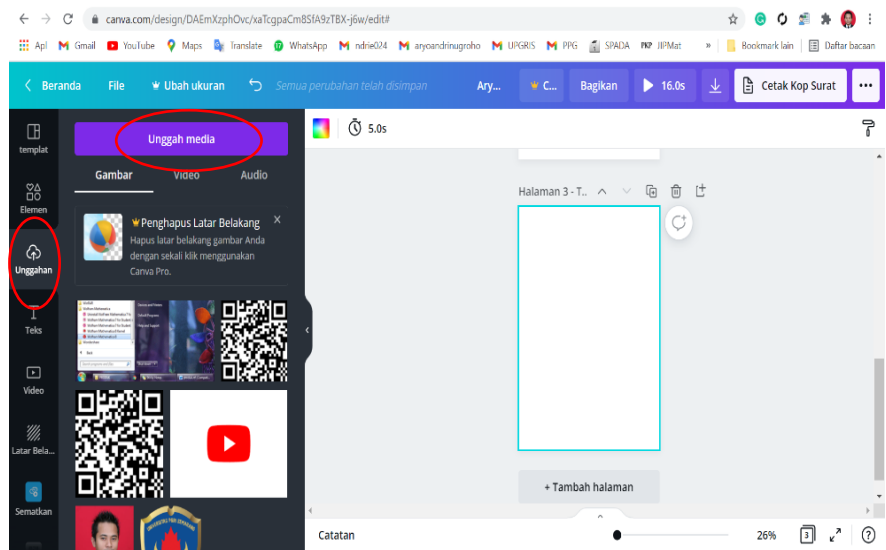 canva.com/design/DAEmXzphOvc/xaTcgpaCm8SfA9zTBX-j6w/edit#
Apl Gmail YouTube Maps Translate WhatsApp ndrie024 aryoandrinugroho UPGRIS PPG SPADA PKP JIPMat » Bookmark lain Daftar bacaan
Beranda File Ubah ukuran Semua perubahan telah disimpan Ary... C... Bagikan 16.0s Cetak Kop Surat
templat
Elemen
Unggahan
Teks
Video
Latar Bela...
Sematkan
Unggah media
Gambar Video Audio
Penghapus Latar Belakang
Hapus latar belakang gambar Anda
dengan sekali klik menggunakan
Canva Pro.
5.0s
Halaman 3 - T..
+ Tambah halaman
Catatan 26% 3 ?